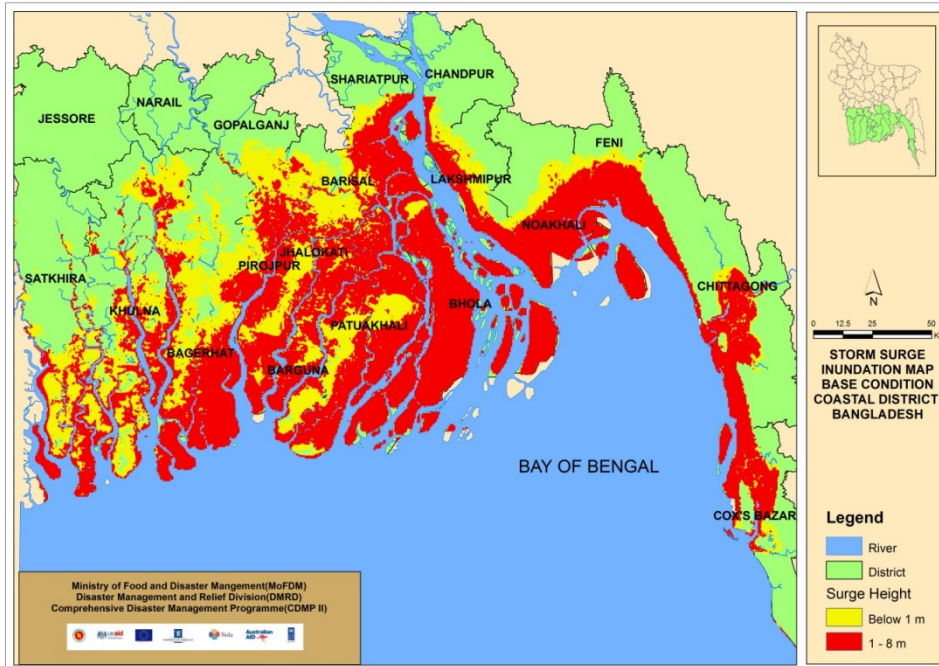 SHARIATPUR
CHANDPUR
NARAIL
JESSORE
GOPALGANJ
FENI
BARISAL
LAKSHMIPUR
NOAKHALI
JHALOKATI
PIROJPUR
SATKHIRA
CHITTAGONG
KHULNA
BHOLA
PATUAKHALI
BAGERHAT
BARGUNA
BAY OF BENGAL
COX'S BAZAR
N
0 12.5 25 50
STORM SURGE
INUNDATION MAP
BASE CONDITION
COASTAL DISTRICT
BANGLADESH
Legend
River
District
Surge Height
Below 1 m
1 - 8 m
Ministry of Food and Disaster Mangement(MoFDM)
Disaster Management and Relief Division(DMRD)
Comprehensive Disaster Management Programme(CDMP II)
UKaid
Sida
Australian
AID